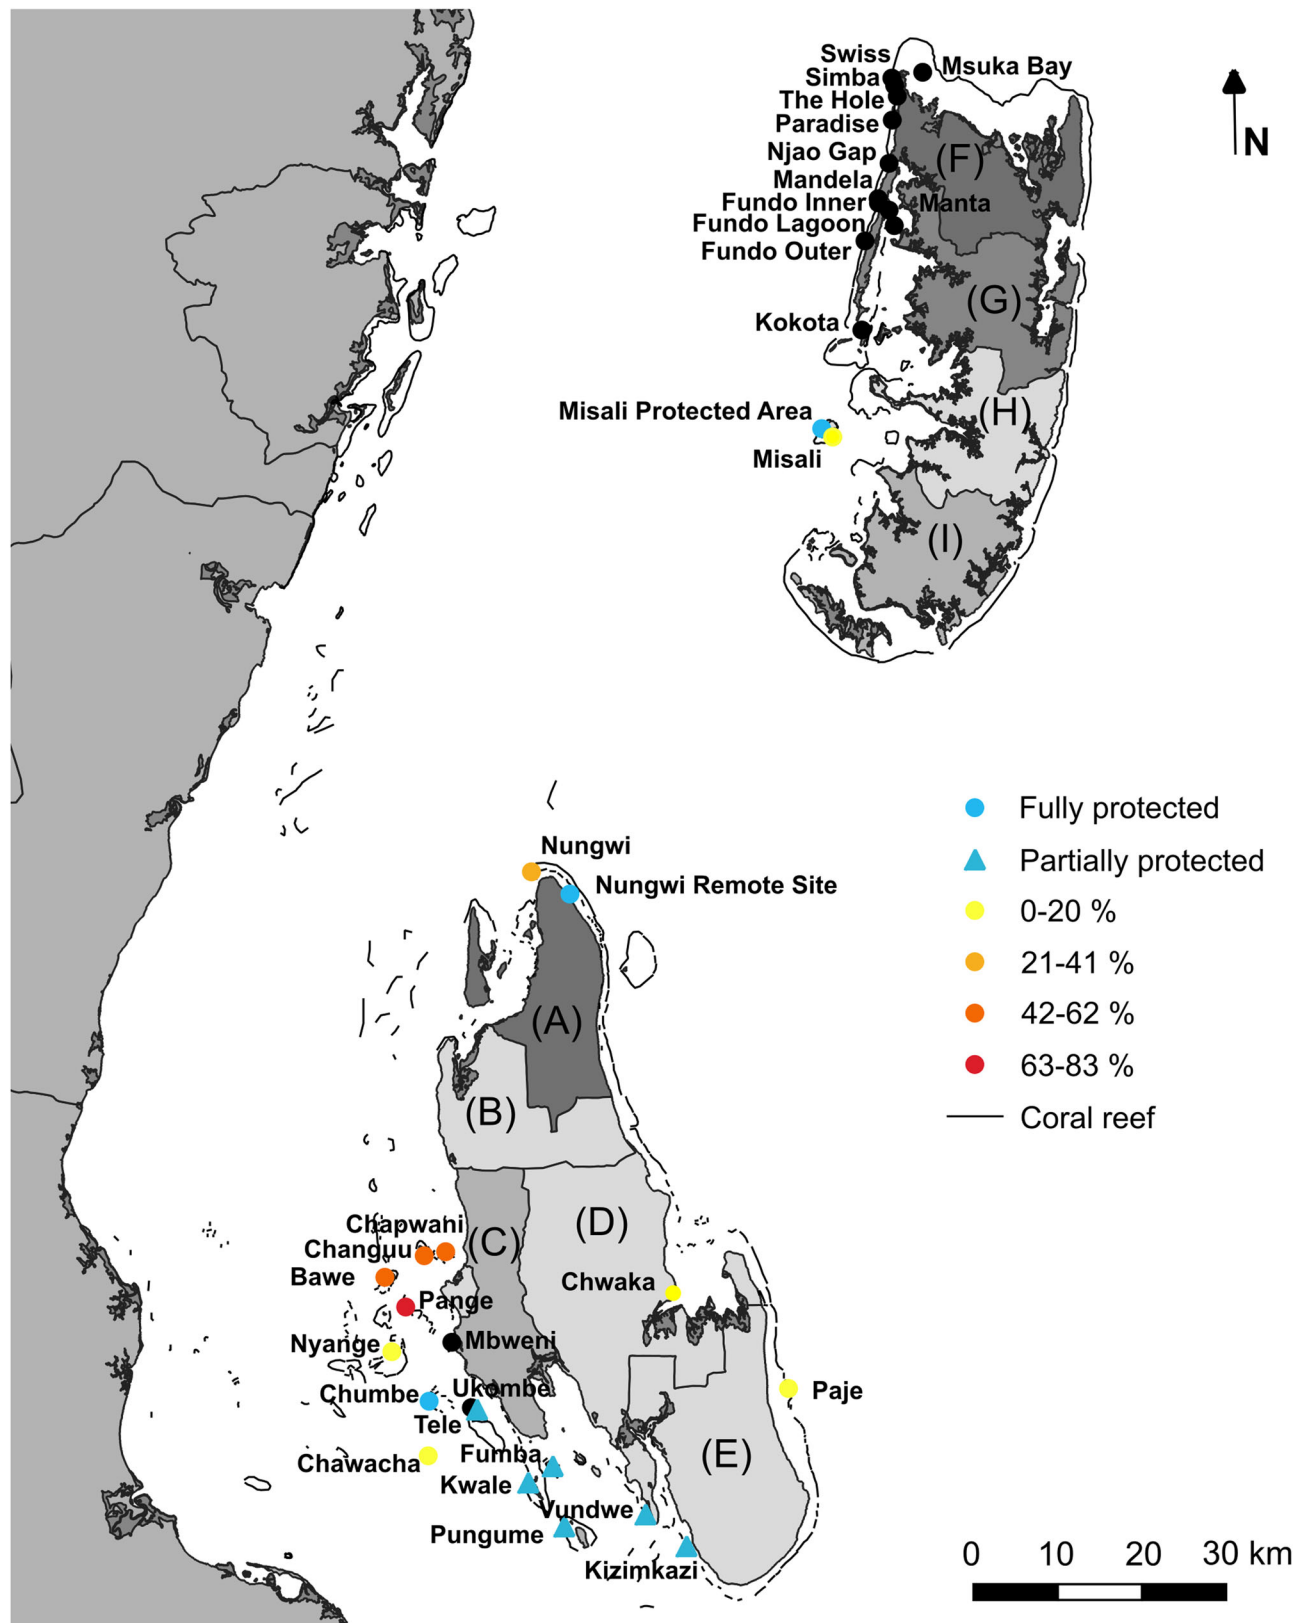 Swiss
Simba
Msuka Bay
The Hole
Paradise
N
Njao Gap
(F)
Mandela
Fundo Inner
Manta
Fundo Lagoon
Fundo Outer
(G)
Kokota
Misali Protected Area
(H)
Misali
(I)
Fully protected
Partially protected
0-20 %
21-41 %
42-62 %
63-83 %
Coral reef
Nungwi
Nungwi Remote Site
(A)
(B)
Chapwani
(C)
(D)
Changuu
Bawe
Chwaka
Pange
Nyange
Mbweni
Chumbe
Ukombe
Paje
Tele
Chawacha
Fumba
(E)
Kwale
Vundwe
Pungume
Kizimkazi
0 10 20 30 km